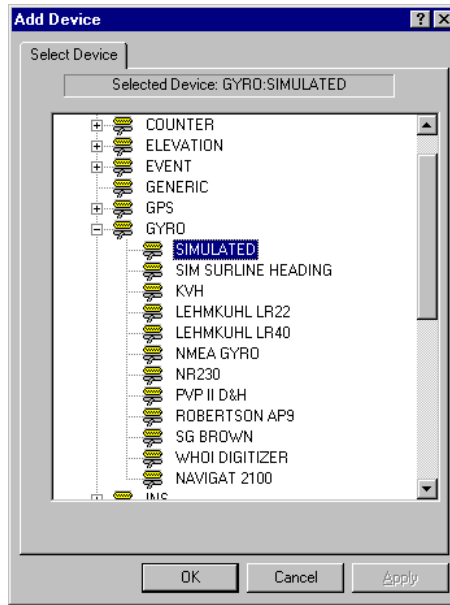 Add Device
Select Device
Selected Device: GYRO:SIMULATED
COUNTER
ELEVATION
EVENT
GENERIC
GPS
GYRO
SIMULATED
SIM SURLINE HEADING
KVH
LEHMKUHL LR22
LEHMKUHL LR40
NMEA GYRO
NR230
PVP II D&H
ROBERTSON AP9
SG BROWN
WHOI DIGITIZER
NAVIGAT 2100
INS
OK Cancel Apply